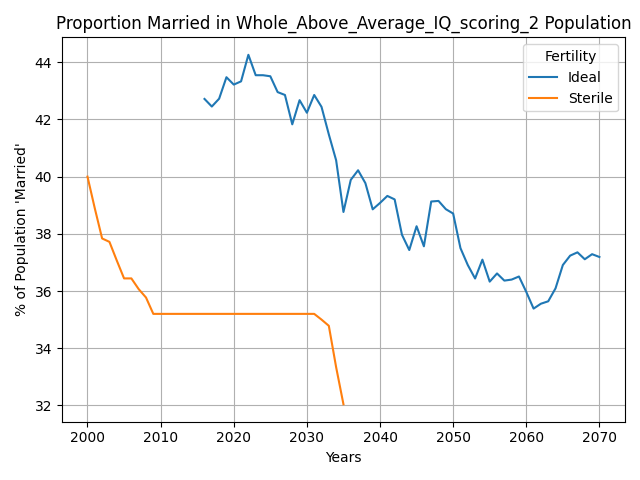 Proportion Married in Whole_Above_Average_IQ_scoring_2 Population
Fertility
Ideal
Sterile
% of Population 'Married'
44
42
40
38
36
34
32
2000
2010
2020
2030
2040
2050
2060
2070
Years